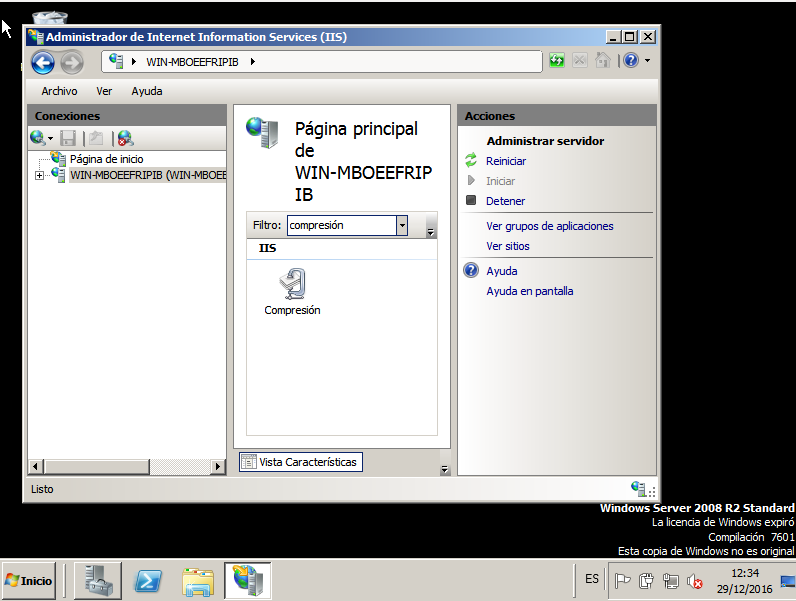 Administrador de Internet Information Services (IIS)
WIN-MBOEEFRIPIB
Archivo Ver Ayuda
Conexiones
Página de inicio
WIN-MBOEEFRIPIB (WIN-MBOEE
Página principal
de
WIN-MBOEEFRIP
IB
Filtro: compresión
IIS
Compresión
Vista Características
Acciones
Administrar servidor
Reiniciar
Iniciar
Detener
Ver grupos de aplicaciones
Ver sitios
Ayuda
Ayuda en pantalla
Listo
Windows Server 2008 R2 Standard
La licencia de Windows expiró
Compilación 7601
Esta copia de Windows no es original
Inicio
ES
12:34
29/12/2016